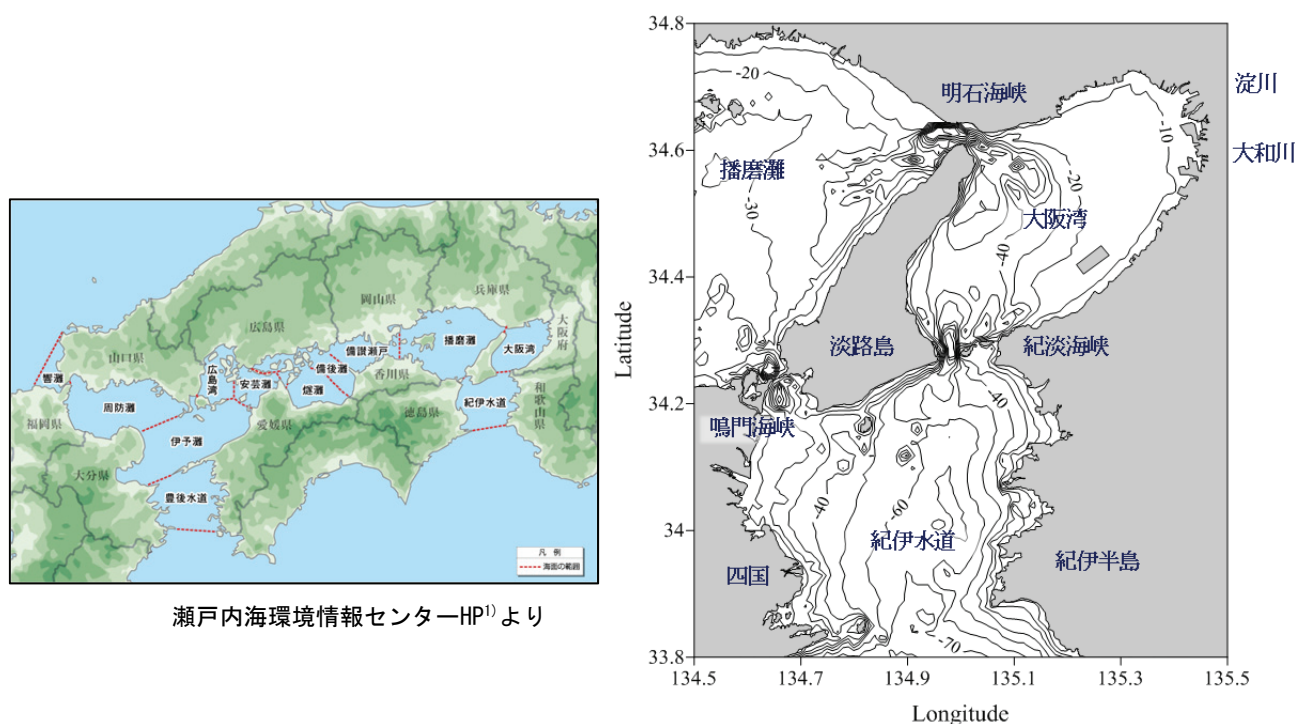 兵庫県
岡山県
大阪府
広島県
備讃瀬戸
播磨灘
大阪湾
山口県
広島湾
備後灘
響灘
安芸灘
燧灘
香川県
周防灘
紀伊水道
和歌山県
徳島県
福岡県
愛媛県
伊予灘
大分県
豊後水道
凡 例
海面の範囲
瀬戸内海環境情報センターHP1)より
34.8
34.6
34.4
34.2
34
33.8
Latitude
134.5
134.7
134.9
135.1
135.3
135.5
Longitude
-20
明石海峡
淀川
-10
大和川
播磨灘
-20
-30
大阪湾
-40
淡路島
紀淡海峡
-40
鳴門海峡
-40
-60
紀伊水道
四国
紀伊半島
-70